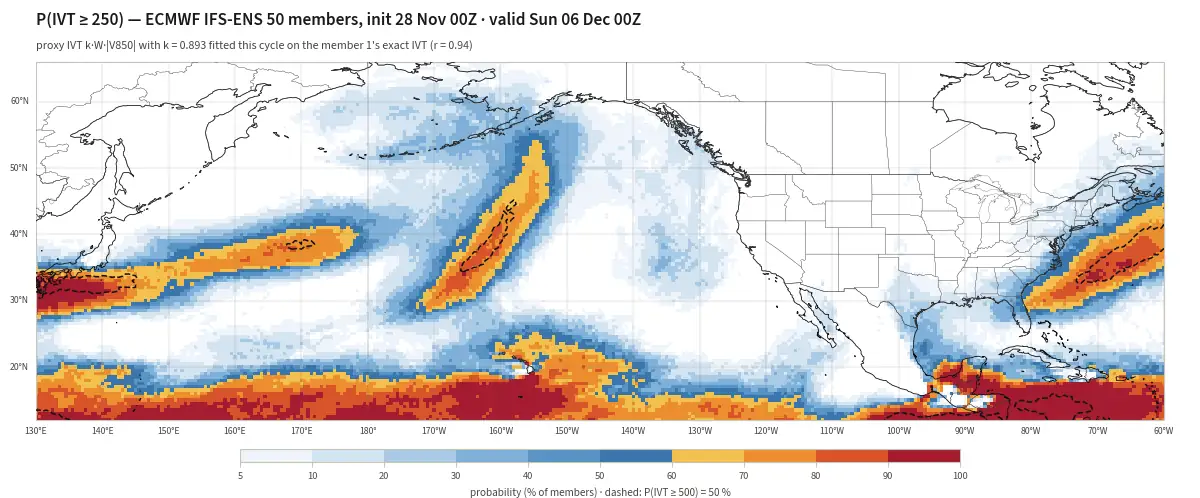 P(IVT ≥ 250) — ECMWF IFS-ENS 50 members, init 28 Nov 00Z · valid Sun 06 Dec 00Z
proxy IVT k·W·|V850| with k = 0.893 fitted this cycle on the member 1's exact IVT (r = 0.94)
60°N
50°N
40°N
30°N
20°N
130°E 140°E 150°E 160°E 170°E 180° 170°W 160°W 150°W 140°W 130°W 120°W 110°W 100°W 90°W 80°W 70°W 60°W
5 10 20 30 40 50 60 70 80 90 100
probability (% of members) · dashed: P(IVT ≥ 500) = 50 %